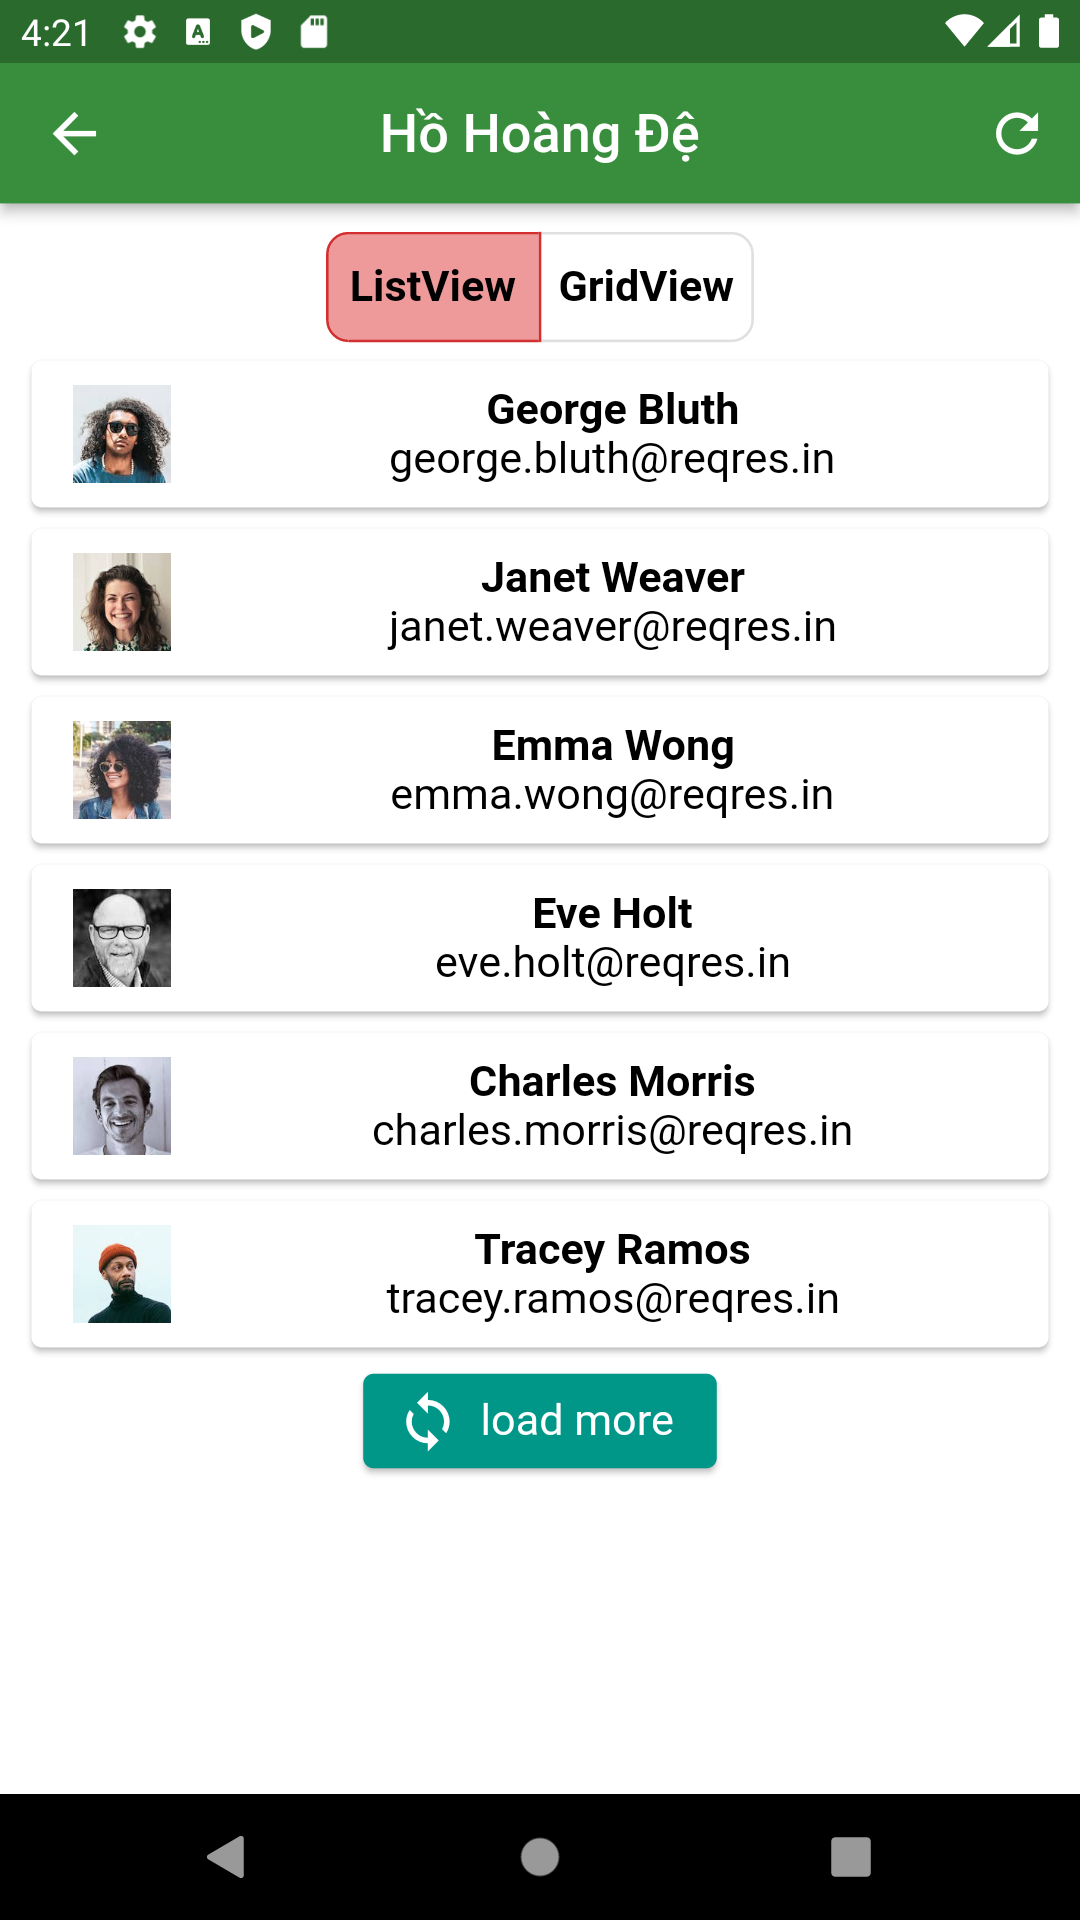 4:21
Hồ Hoàng Đệ
ListView GridView
George Bluth
george.bluth@reqres.in
Janet Weaver
janet.weaver@reqres.in
Emma Wong
emma.wong@reqres.in
Eve Holt
eve.holt@reqres.in
Charles Morris
charles.morris@reqres.in
Tracey Ramos
tracey.ramos@reqres.in
load more